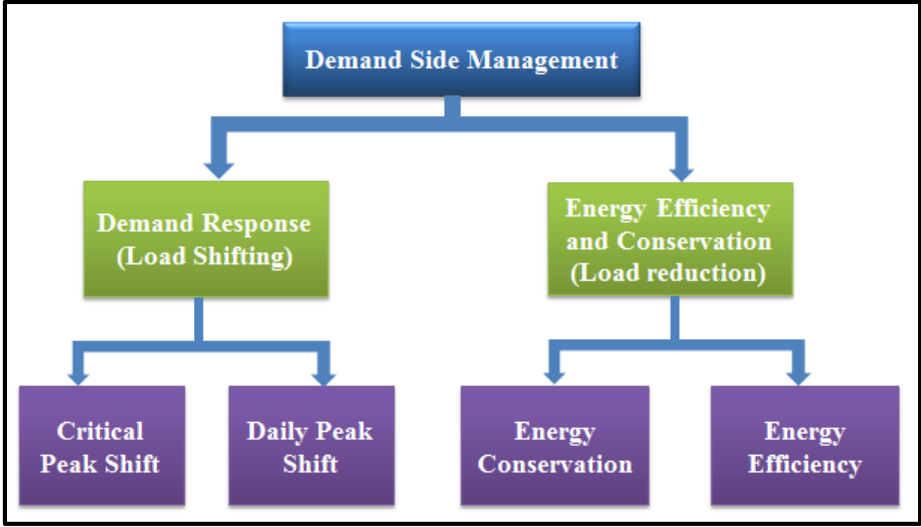 Demand Side Management
Demand Response
(Load Shifting)
Energy Efficiency
and Conservation
(Load reduction)
Critical
Peak Shift
Daily Peak
Shift
Energy
Conservation
Energy
Efficiency